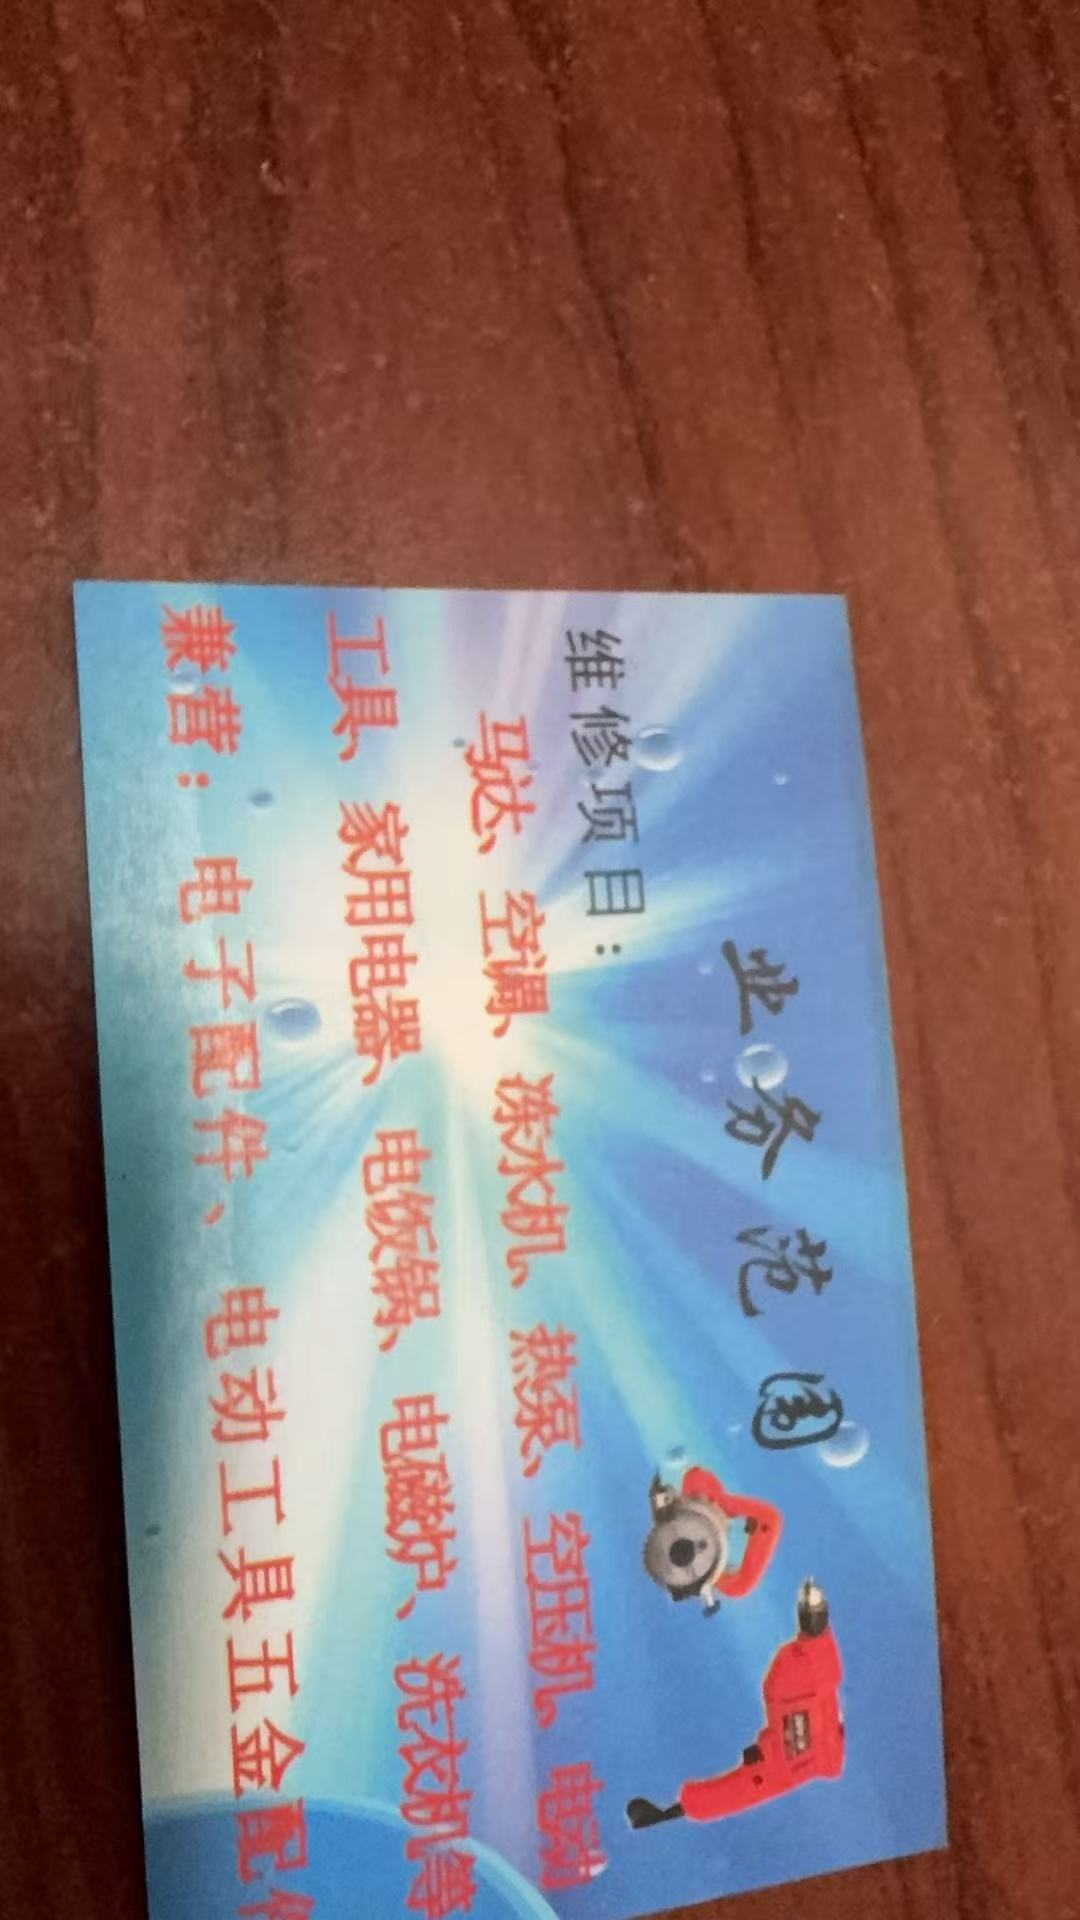 业务范围
维修项目：
马达、空调、冻水机、热泵、空压机、电动
工具、家用电器、电饭锅、电磁炉、洗衣机等
兼营：电子配件、电动工具五金配件